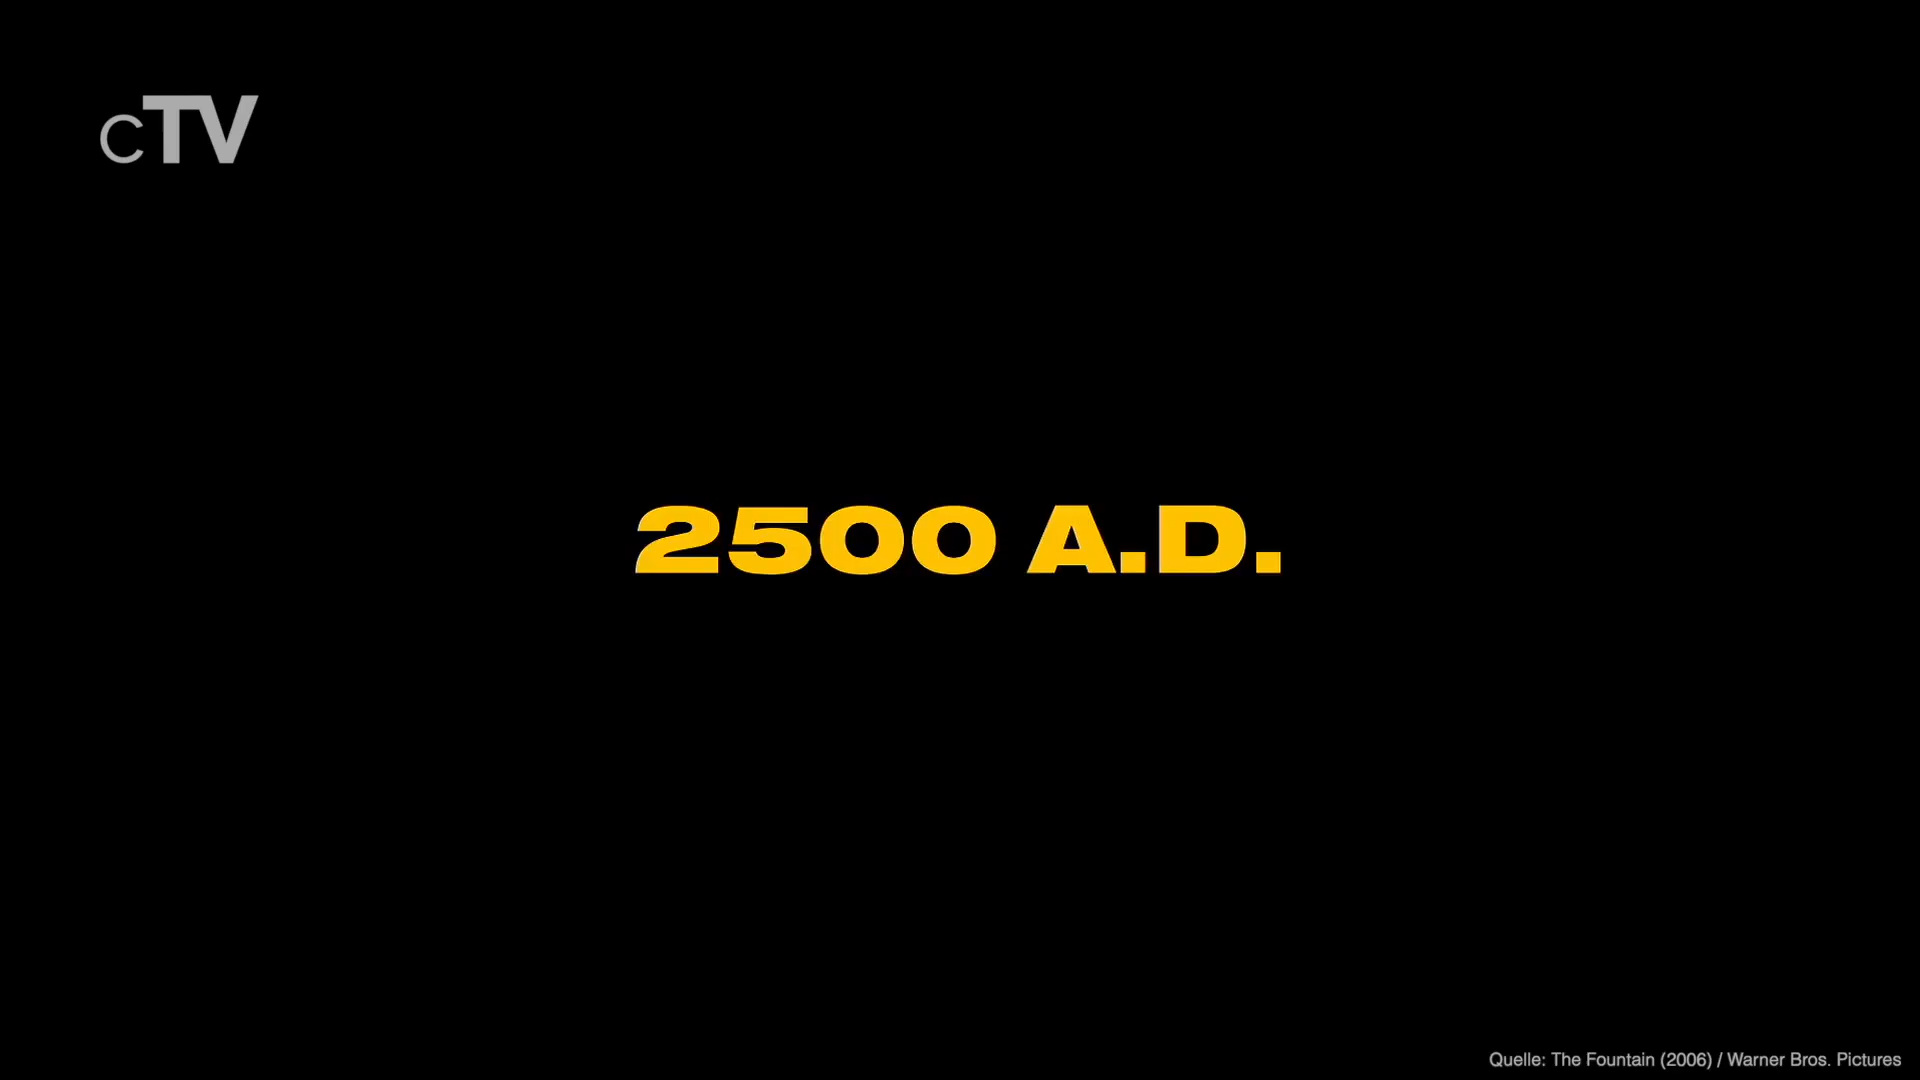 cTV
2500 A.D.
Quelle: The Fountain (2006) / Warner Bros. Pictures